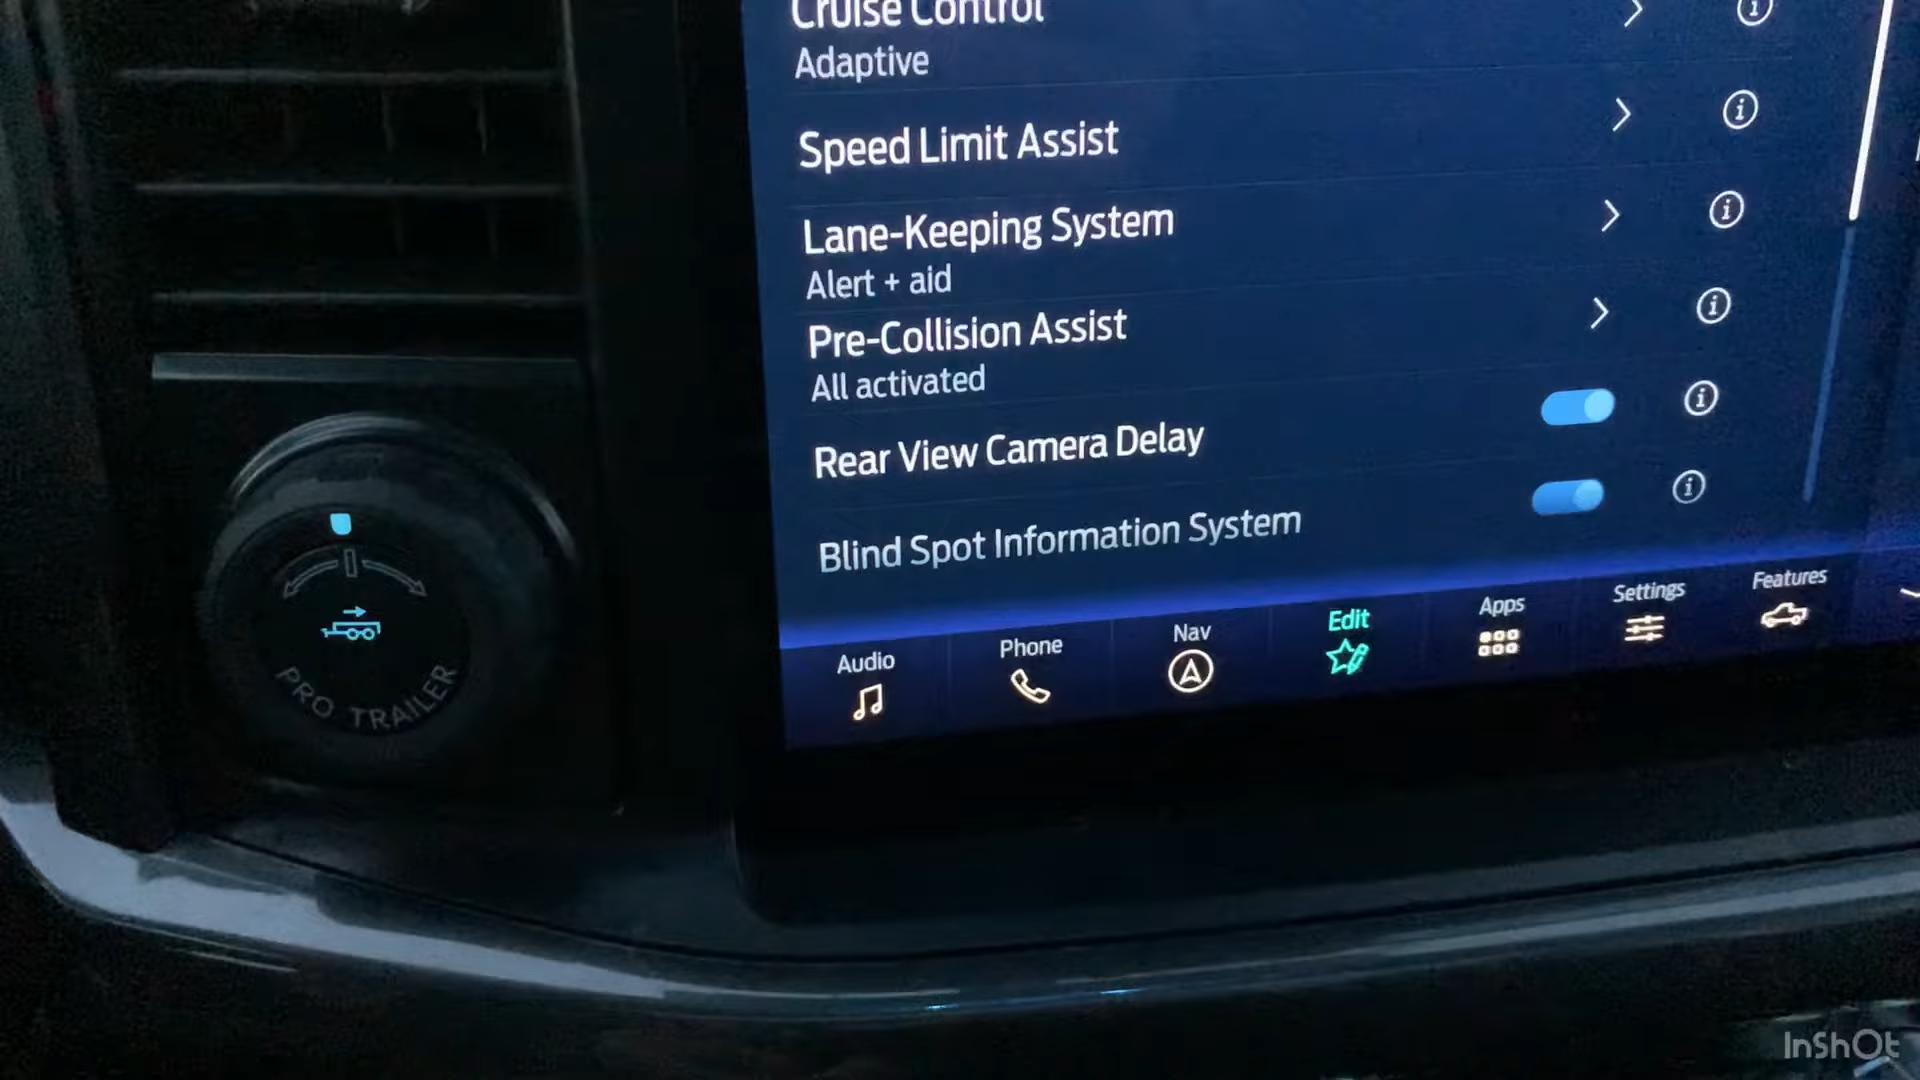 Cruise Control
Adaptive
Speed Limit Assist
Lane-Keeping System
Alert + aid
Pre-Collision Assist
All activated
Rear View Camera Delay
Blind Spot Information System
Audio
Phone
Nav
Edit
Apps
Settings
Features
PRO TRAILER
InShOt